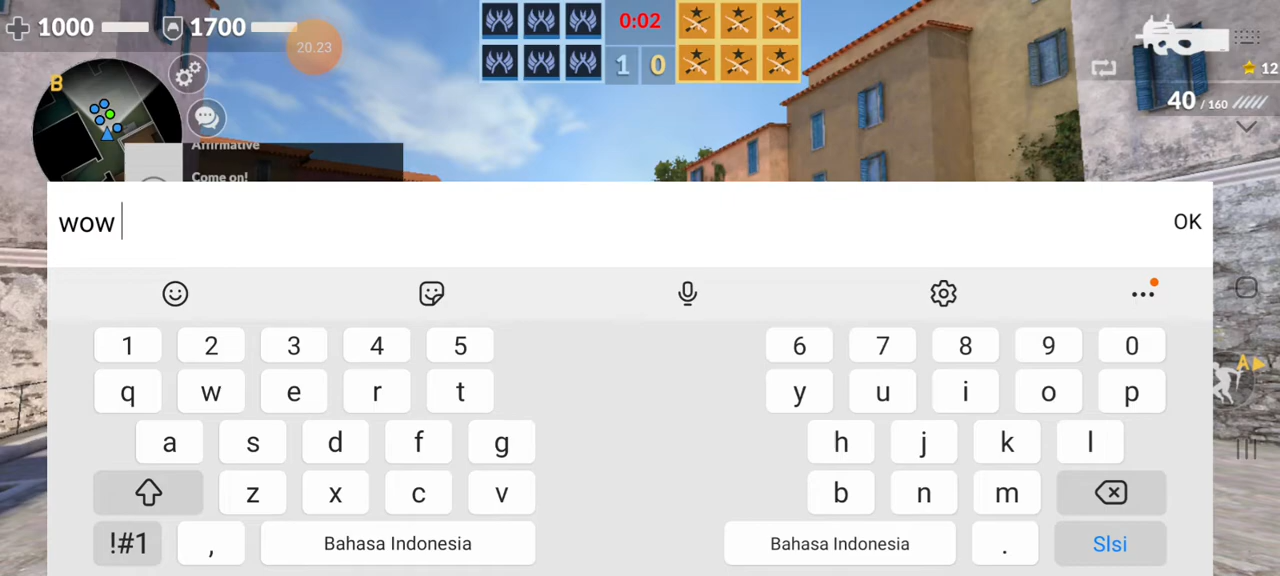 1000
1700
20.23
0:02
1 0
12
40 / 160
B
Affirmative
Come on!
A
wow
OK
1 2 3 4 5 6 7 8 9 0
q w e r t y u i o p
a s d f g h j k l
z x c v b n m
!#1 , Bahasa Indonesia Bahasa Indonesia . Slsi